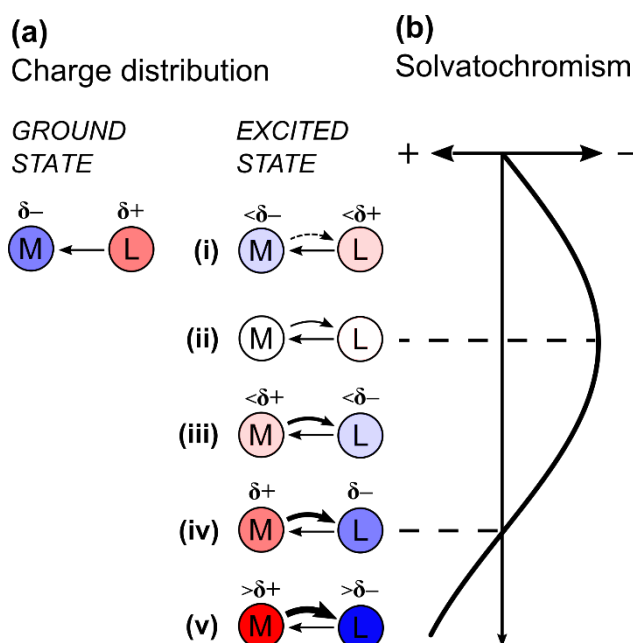 (a) (b)
Charge distribution Solvatochromism
GROUND STATE EXCITED STATE
+ −
δ− δ+ <δ− <δ+
M L (i) M L
(ii) M L
<δ+ <δ−
(iii) M L
δ+ δ−
(iv) M L
>δ+ >δ−
(v) M L